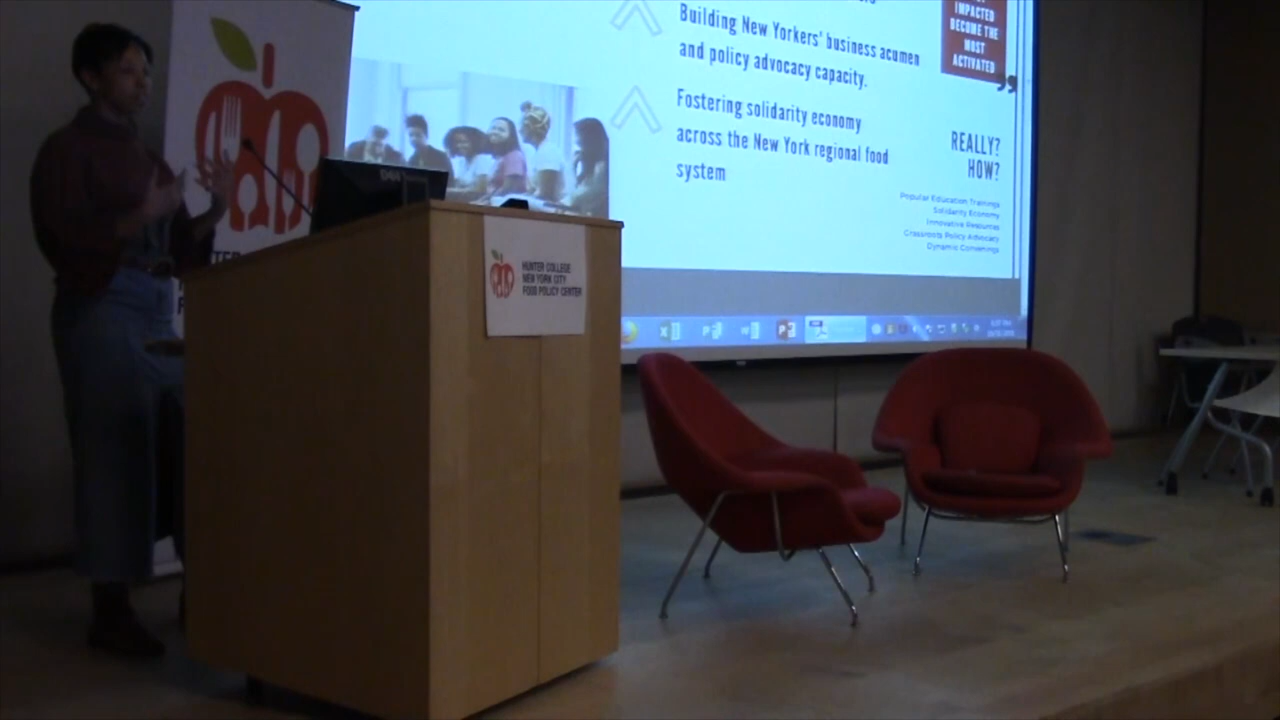 Building New Yorkers' business acumen
and policy advocacy capacity.
Fostering solidarity economy
across the New York regional food
system
IMPACTED
BECOME THE
MOST
ACTIVATED
REALLY?
HOW?
Popular Education Trainings
Solidarity Economy
Innovative Resources
Grassroots Policy Advocacy
Dynamic Convenings
HUNTER COLLEGE
NEW YORK CITY
FOOD POLICY CENTER